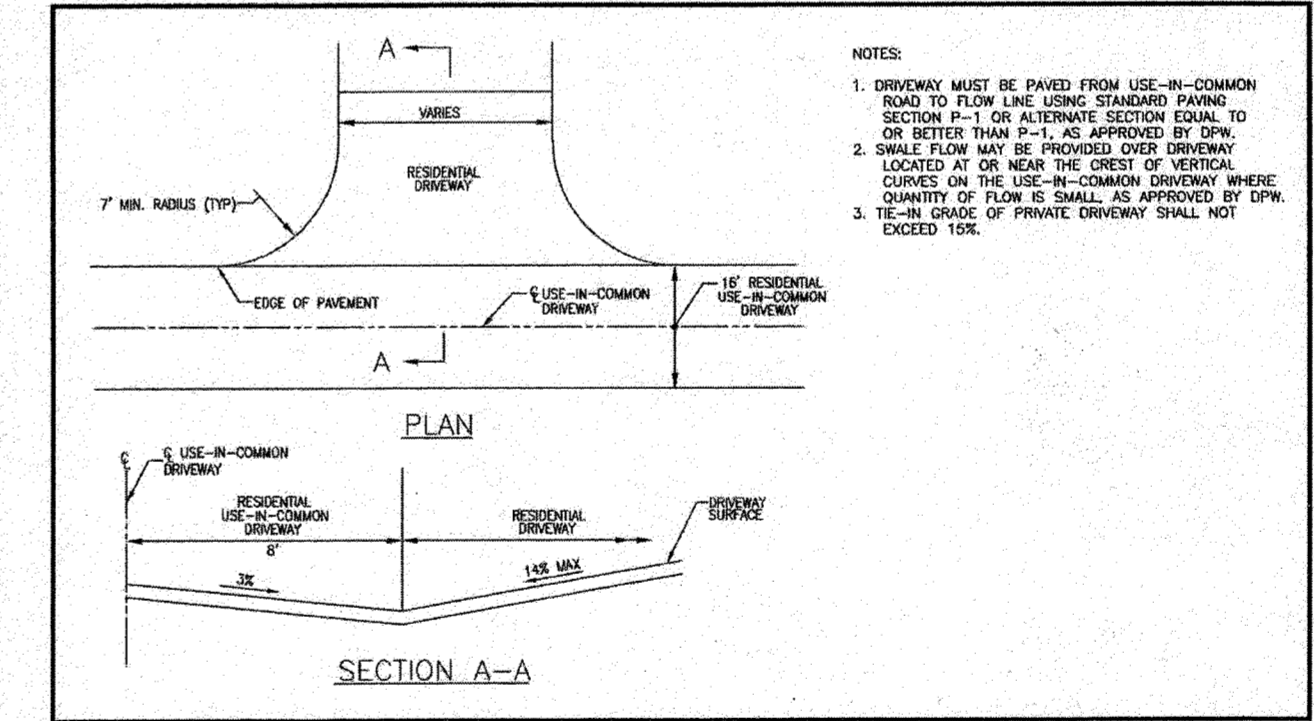 A
VARIES
RESIDENTIAL
DRIVEWAY
7' MIN. RADIUS (TYP)
EDGE OF PAVEMENT
℄ USE-IN-COMMON
DRIVEWAY
16' RESIDENTIAL
USE-IN-COMMON
DRIVEWAY
A
PLAN
NOTES:
1. DRIVEWAY MUST BE PAVED FROM USE-IN-COMMON
ROAD TO FLOW LINE USING STANDARD PAVING
SECTION P-1 OR ALTERNATE SECTION EQUAL TO
OR BETTER THAN P-1, AS APPROVED BY DPW.
2. SWALE FLOW MAY BE PROVIDED OVER DRIVEWAY
LOCATED AT OR NEAR THE CREST OF VERTICAL
CURVES ON THE USE-IN-COMMON DRIVEWAY WHERE
QUANTITY OF FLOW IS SMALL, AS APPROVED BY DPW.
3. TIE-IN GRADE OF PRIVATE DRIVEWAY SHALL NOT
EXCEED 15%.
℄
℄ USE-IN-COMMON
DRIVEWAY
RESIDENTIAL
USE-IN-COMMON
DRIVEWAY
8'
RESIDENTIAL
DRIVEWAY
DRIVEWAY
SURFACE
3%
14% MAX
SECTION A-A